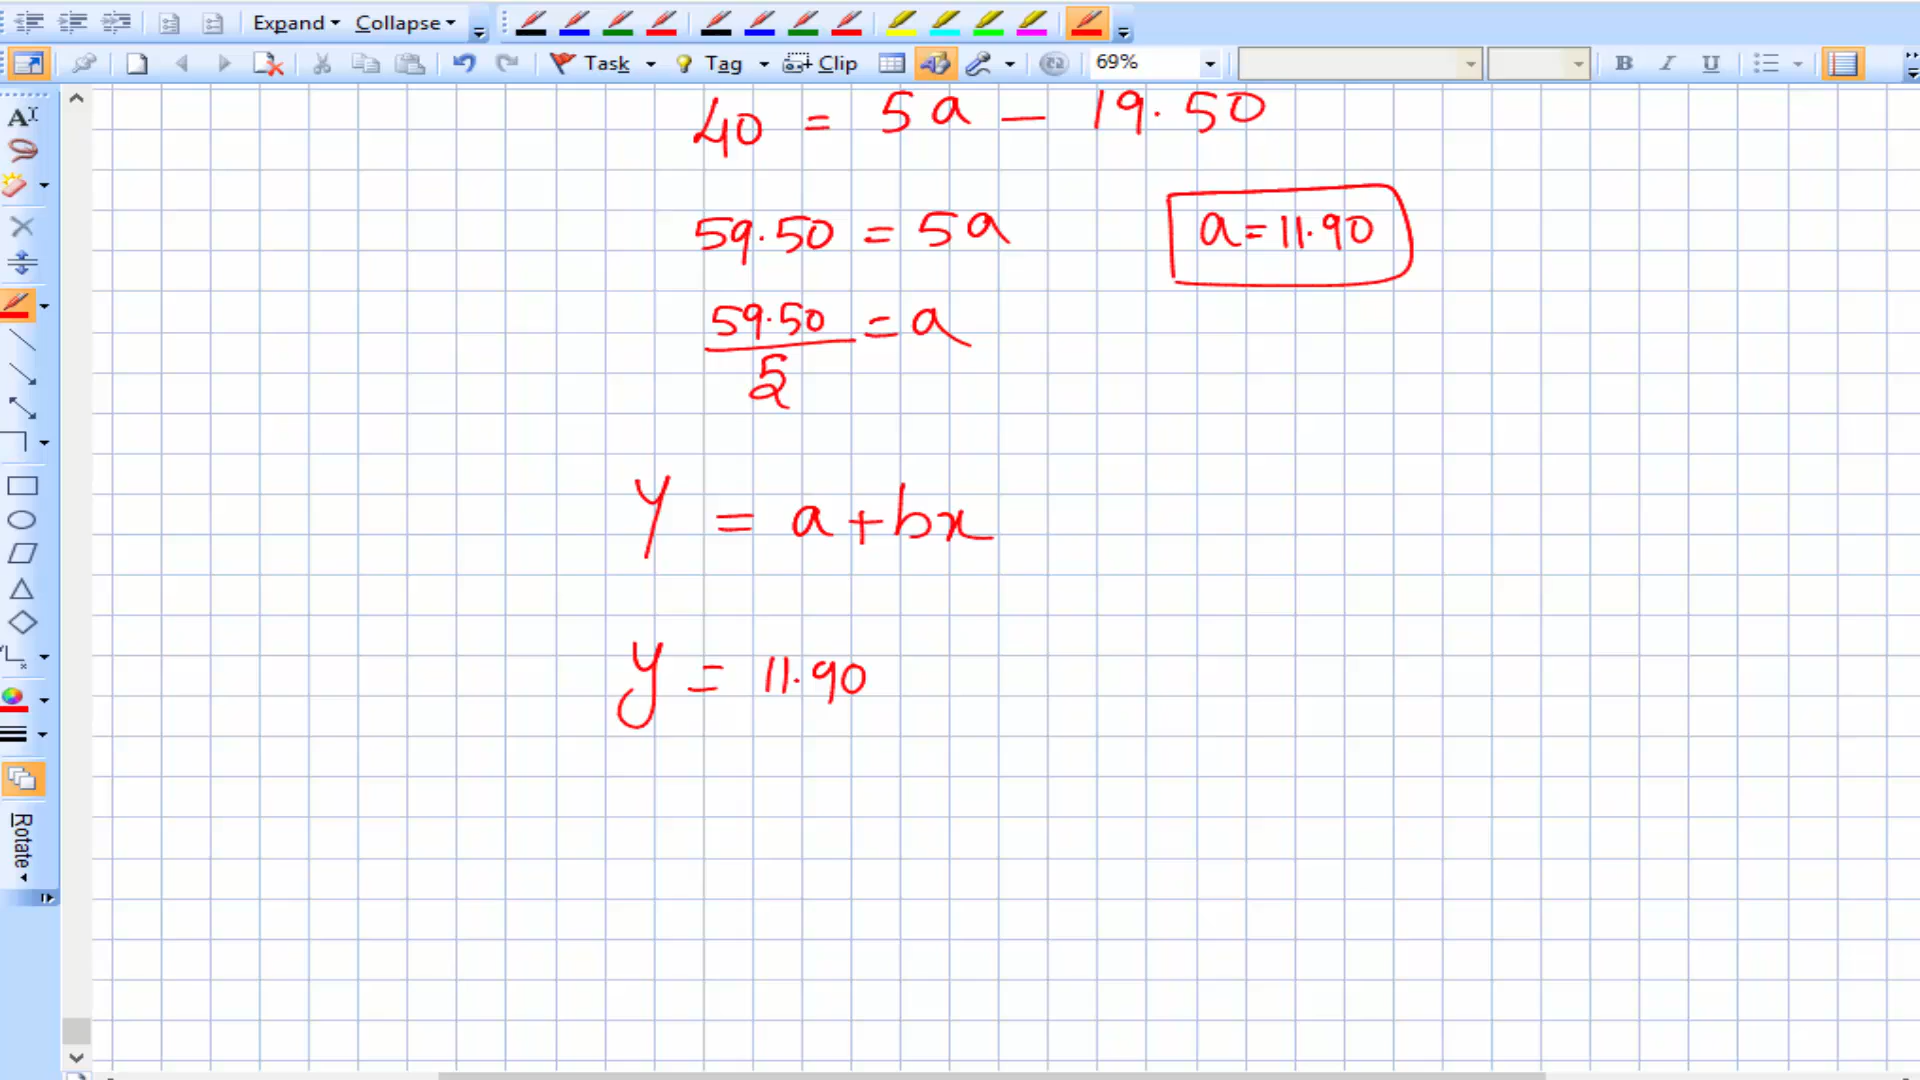 Expand Collapse
Task Tag Clip 69% B I U
Rotate
40 = 5a - 19.50
59.50 = 5a
a = 11.90
59.50/5 = a
y = a + bx
y = 11.90